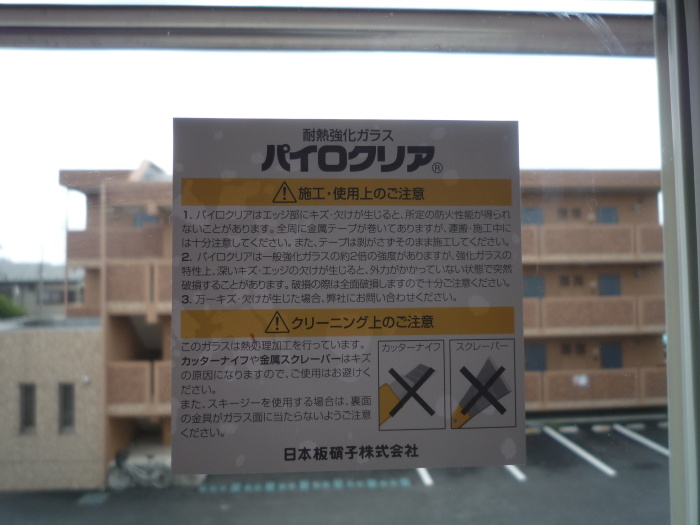 耐熱強化ガラス
パイロクリア®
施工・使用上のご注意
1. パイロクリアはエッジ部にキズ・欠けが生じると、所定の防火性能が得られ
ないことがあります。全周に金属テープが巻いてありますが、運搬・施工中に
は十分注意してください。また、テープは剥がさずそのまま施工してください。
2. パイロクリアは一般強化ガラスの約2倍の強度がありますが、強化ガラスの
特性上、深いキズ・エッジの欠けが生じると、外力がかかっていない状態で突然
破損することがあります。破損の際は全面破損しますので十分ご注意ください。
3. 万一キズ・欠けが生じた場合、弊社にお問い合わせください。
クリーニング上のご注意
このガラスは熱処理加工を行っています。
カッターナイフや金属スクレーパーはキズ
の原因になりますので、ご使用はお避けく
ださい。
また、スキージーを使用する場合は、裏面
の金具がガラス面に当たらないようご注意
ください。
カッターナイフ
スクレーパー
日本板硝子株式会社